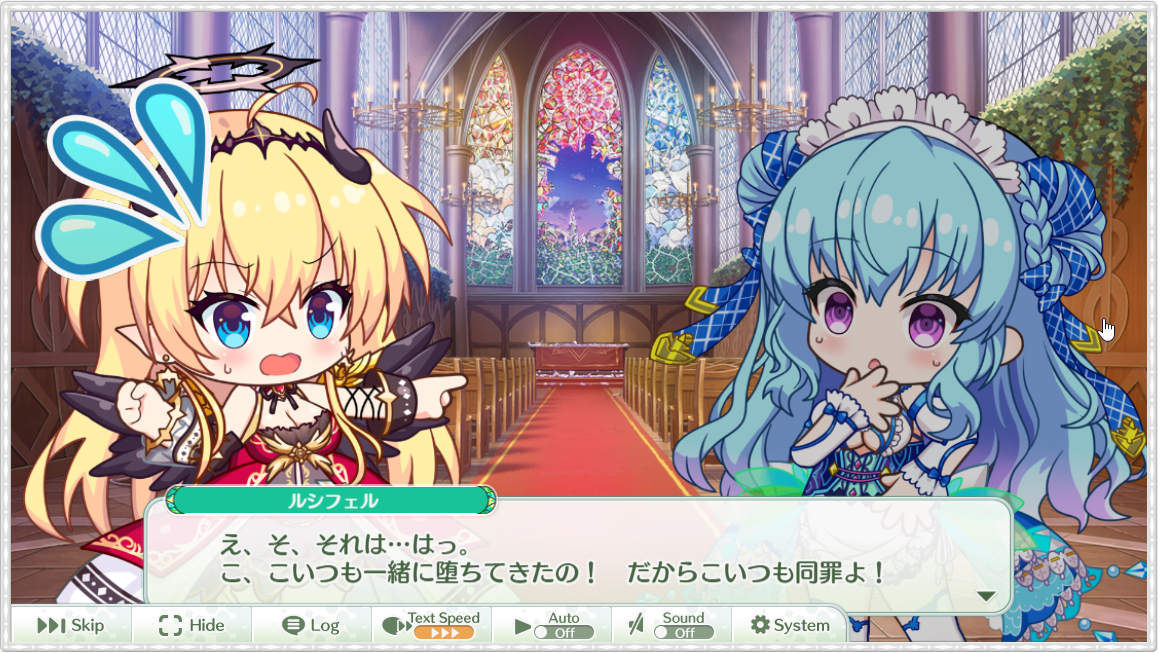 ルシフェル
え、そ、それは…はっ。
こ、こいつも一緒に堕ちてきたの！　だからこいつも同罪よ！
Skip
Hide
Log
Text Speed
Auto
Off
Sound
Off
System